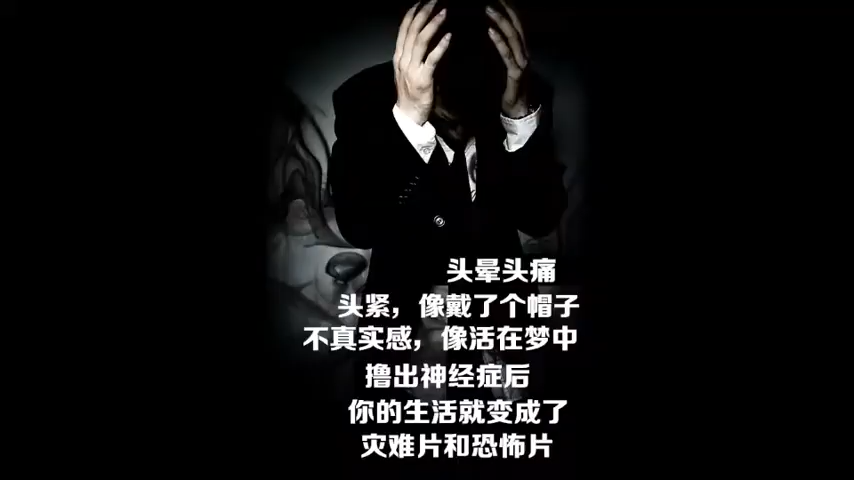 头晕头痛
头紧，像戴了个帽子
不真实感，像活在梦中
撸出神经症后
你的生活就变成了
灾难片和恐怖片